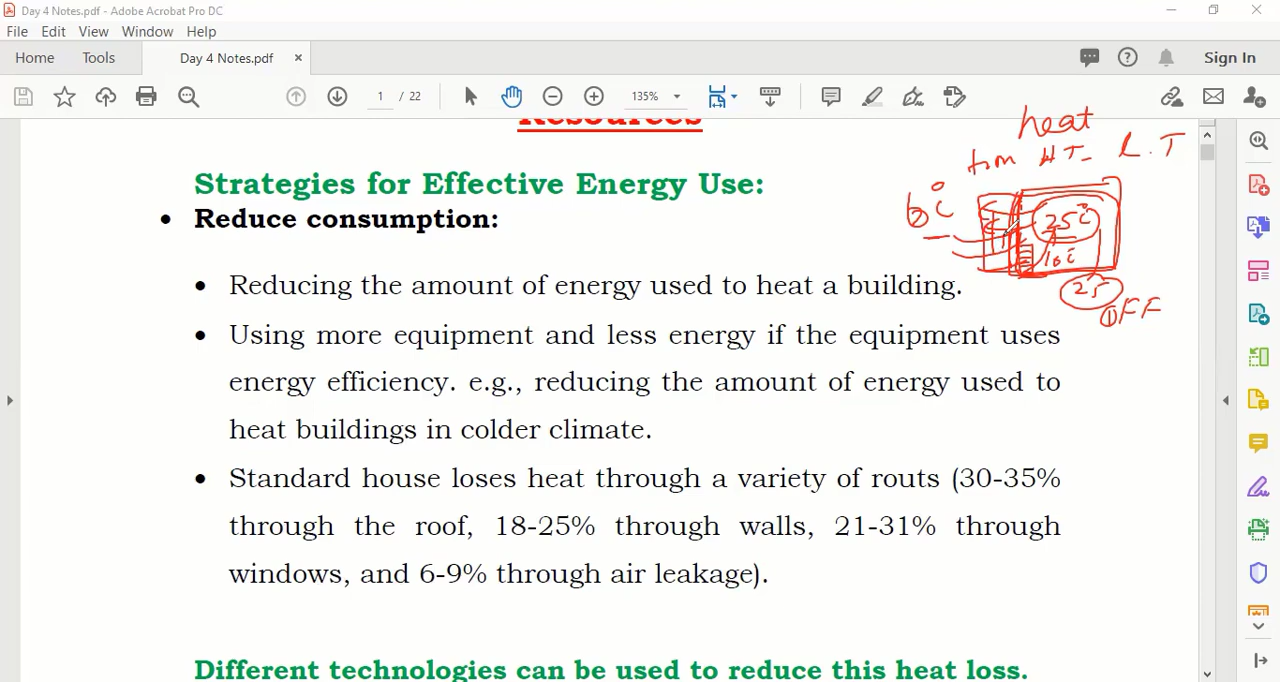 Day 4 Notes.pdf - Adobe Acrobat Pro DC
File Edit View Window Help
Home Tools Day 4 Notes.pdf × Sign In
1 / 22 135%
Resources
heat
H T L.T
25°C
10°C
25
OFF
Strategies for Effective Energy Use:
• Reduce consumption:
• Reducing the amount of energy used to heat a building.
• Using more equipment and less energy if the equipment uses
energy efficiency. e.g., reducing the amount of energy used to
heat buildings in colder climate.
• Standard house loses heat through a variety of routs (30-35%
through the roof, 18-25% through walls, 21-31% through
windows, and 6-9% through air leakage).
Different technologies can be used to reduce this heat loss.